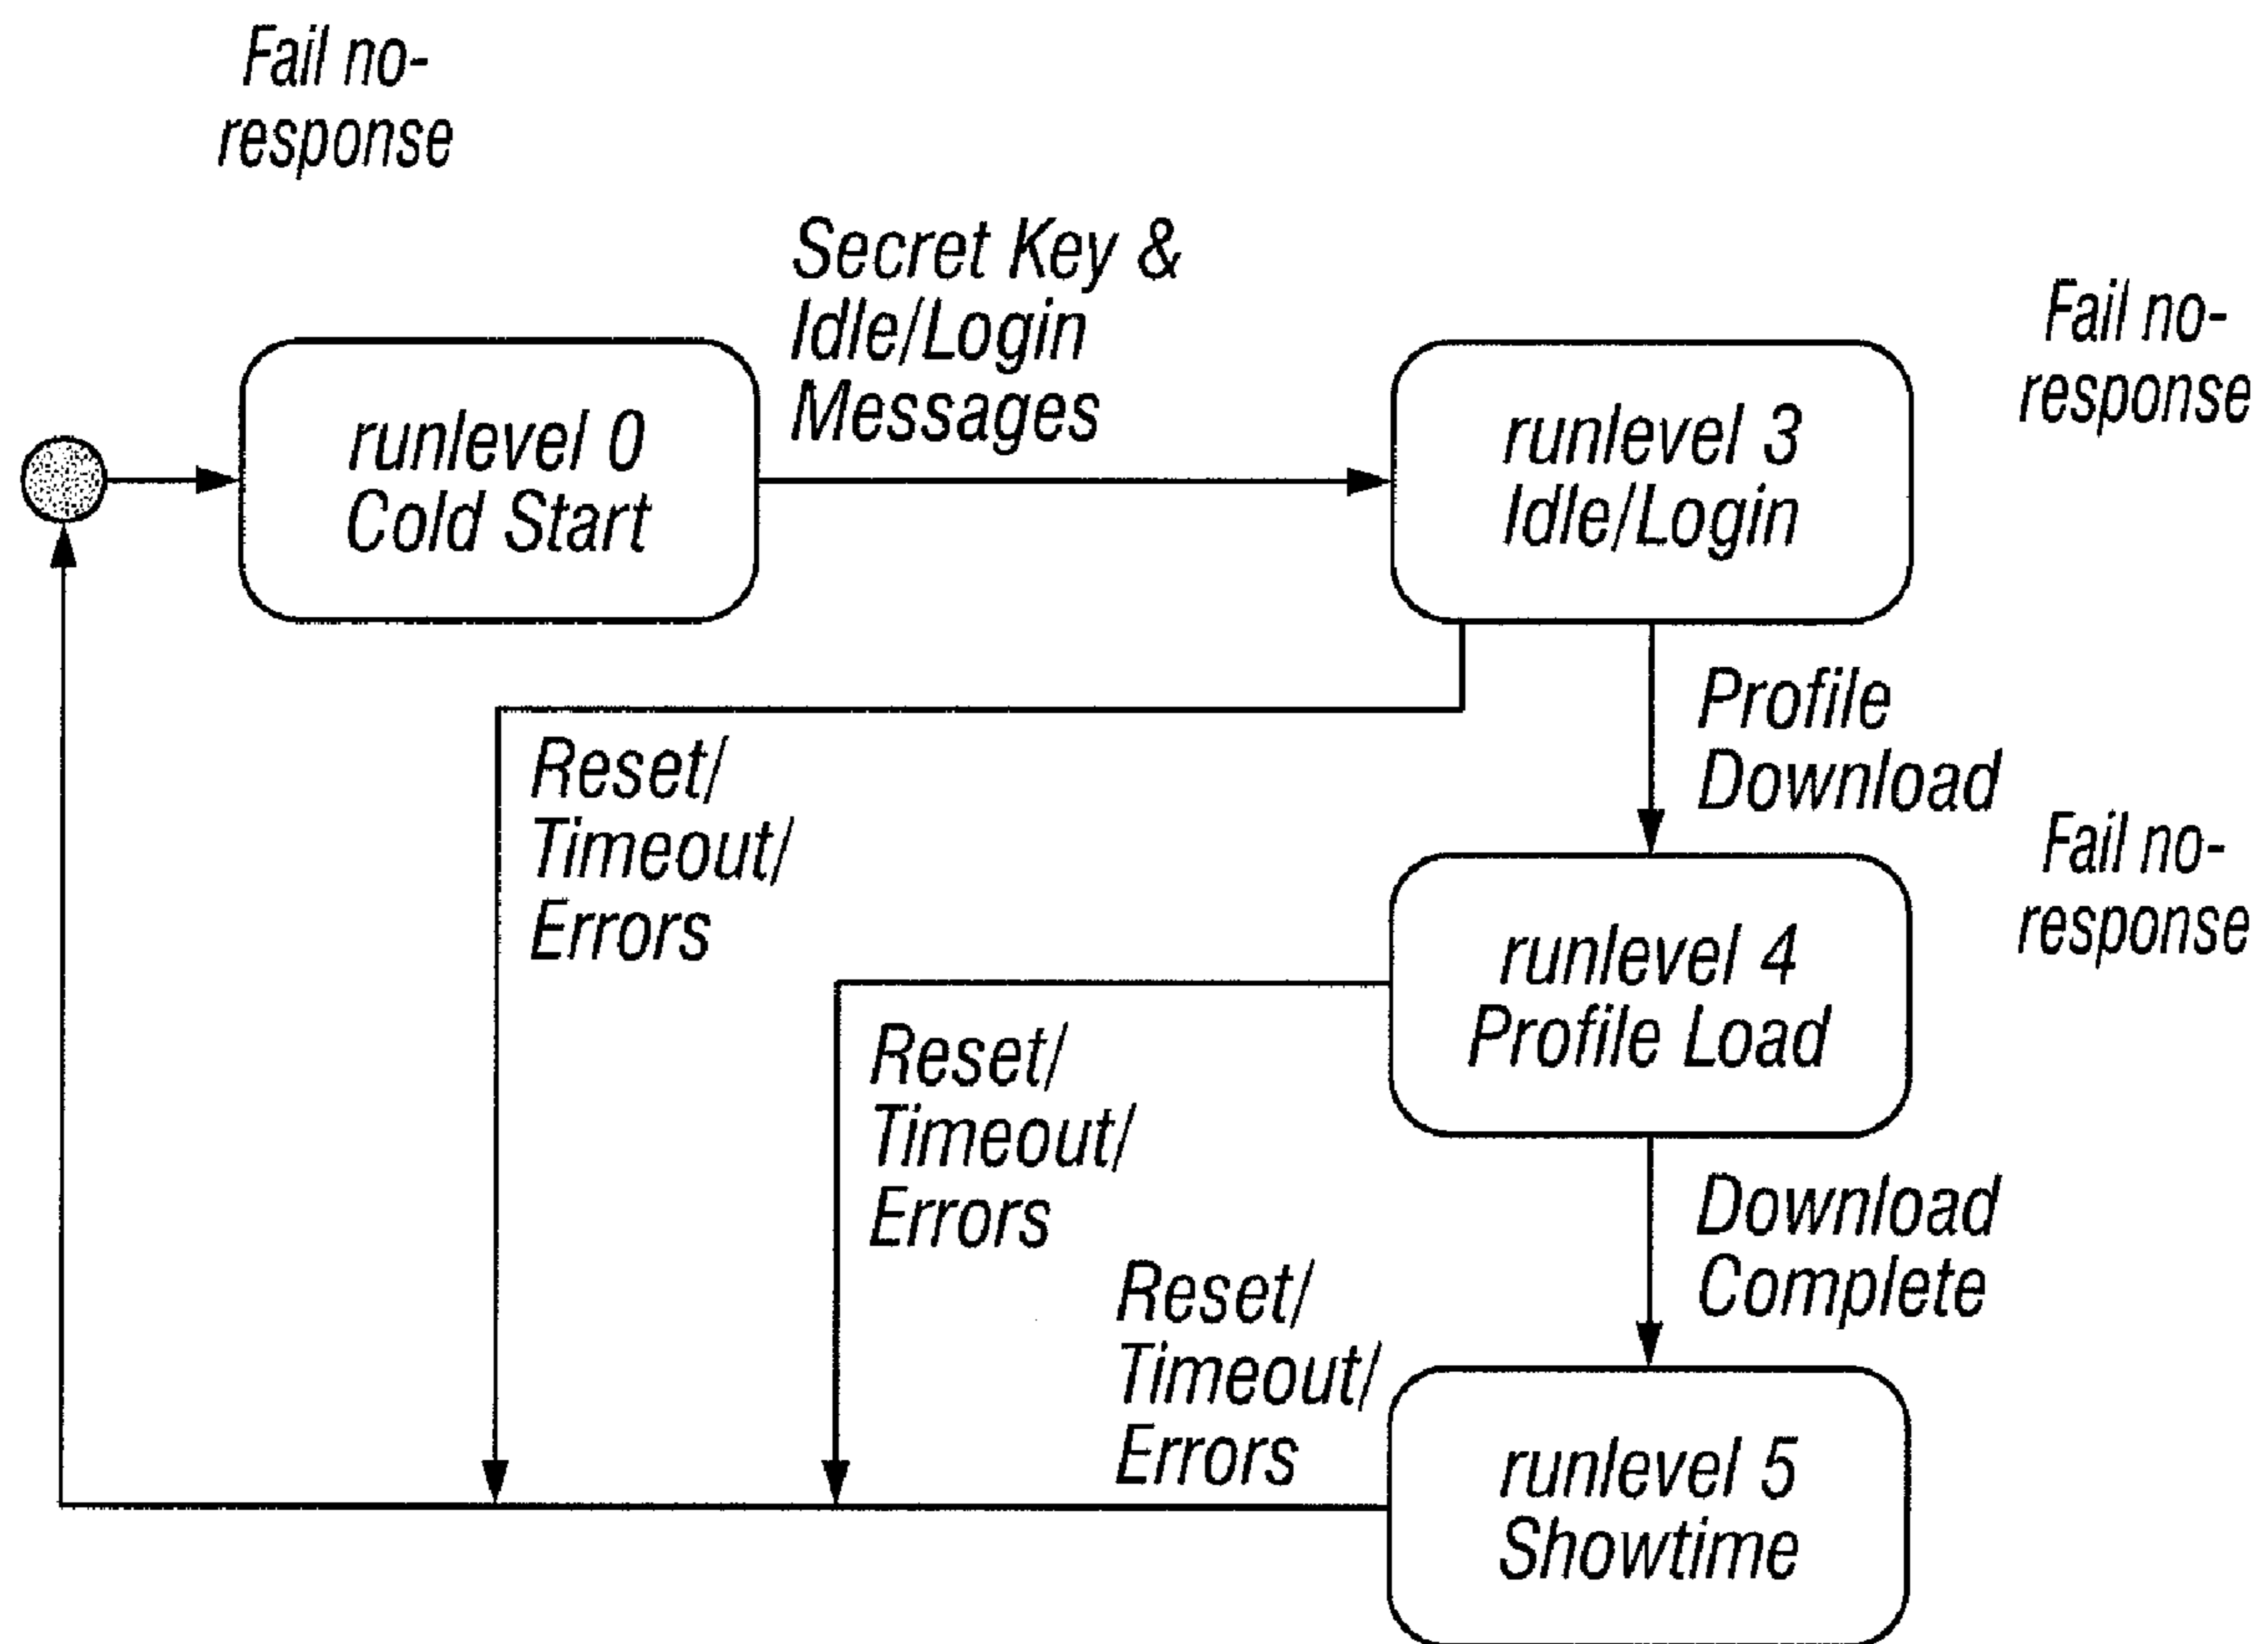 Fail no-
response
Secret Key &
Idle/Login
Messages
Fail no-
response
runlevel 0
Cold Start
runlevel 3
Idle/Login
Profile
Download
Reset/
Timeout/
Errors
Fail no-
response
runlevel 4
Profile Load
Reset/
Timeout/
Errors
Download
Complete
Reset/
Timeout/
Errors
runlevel 5
Showtime